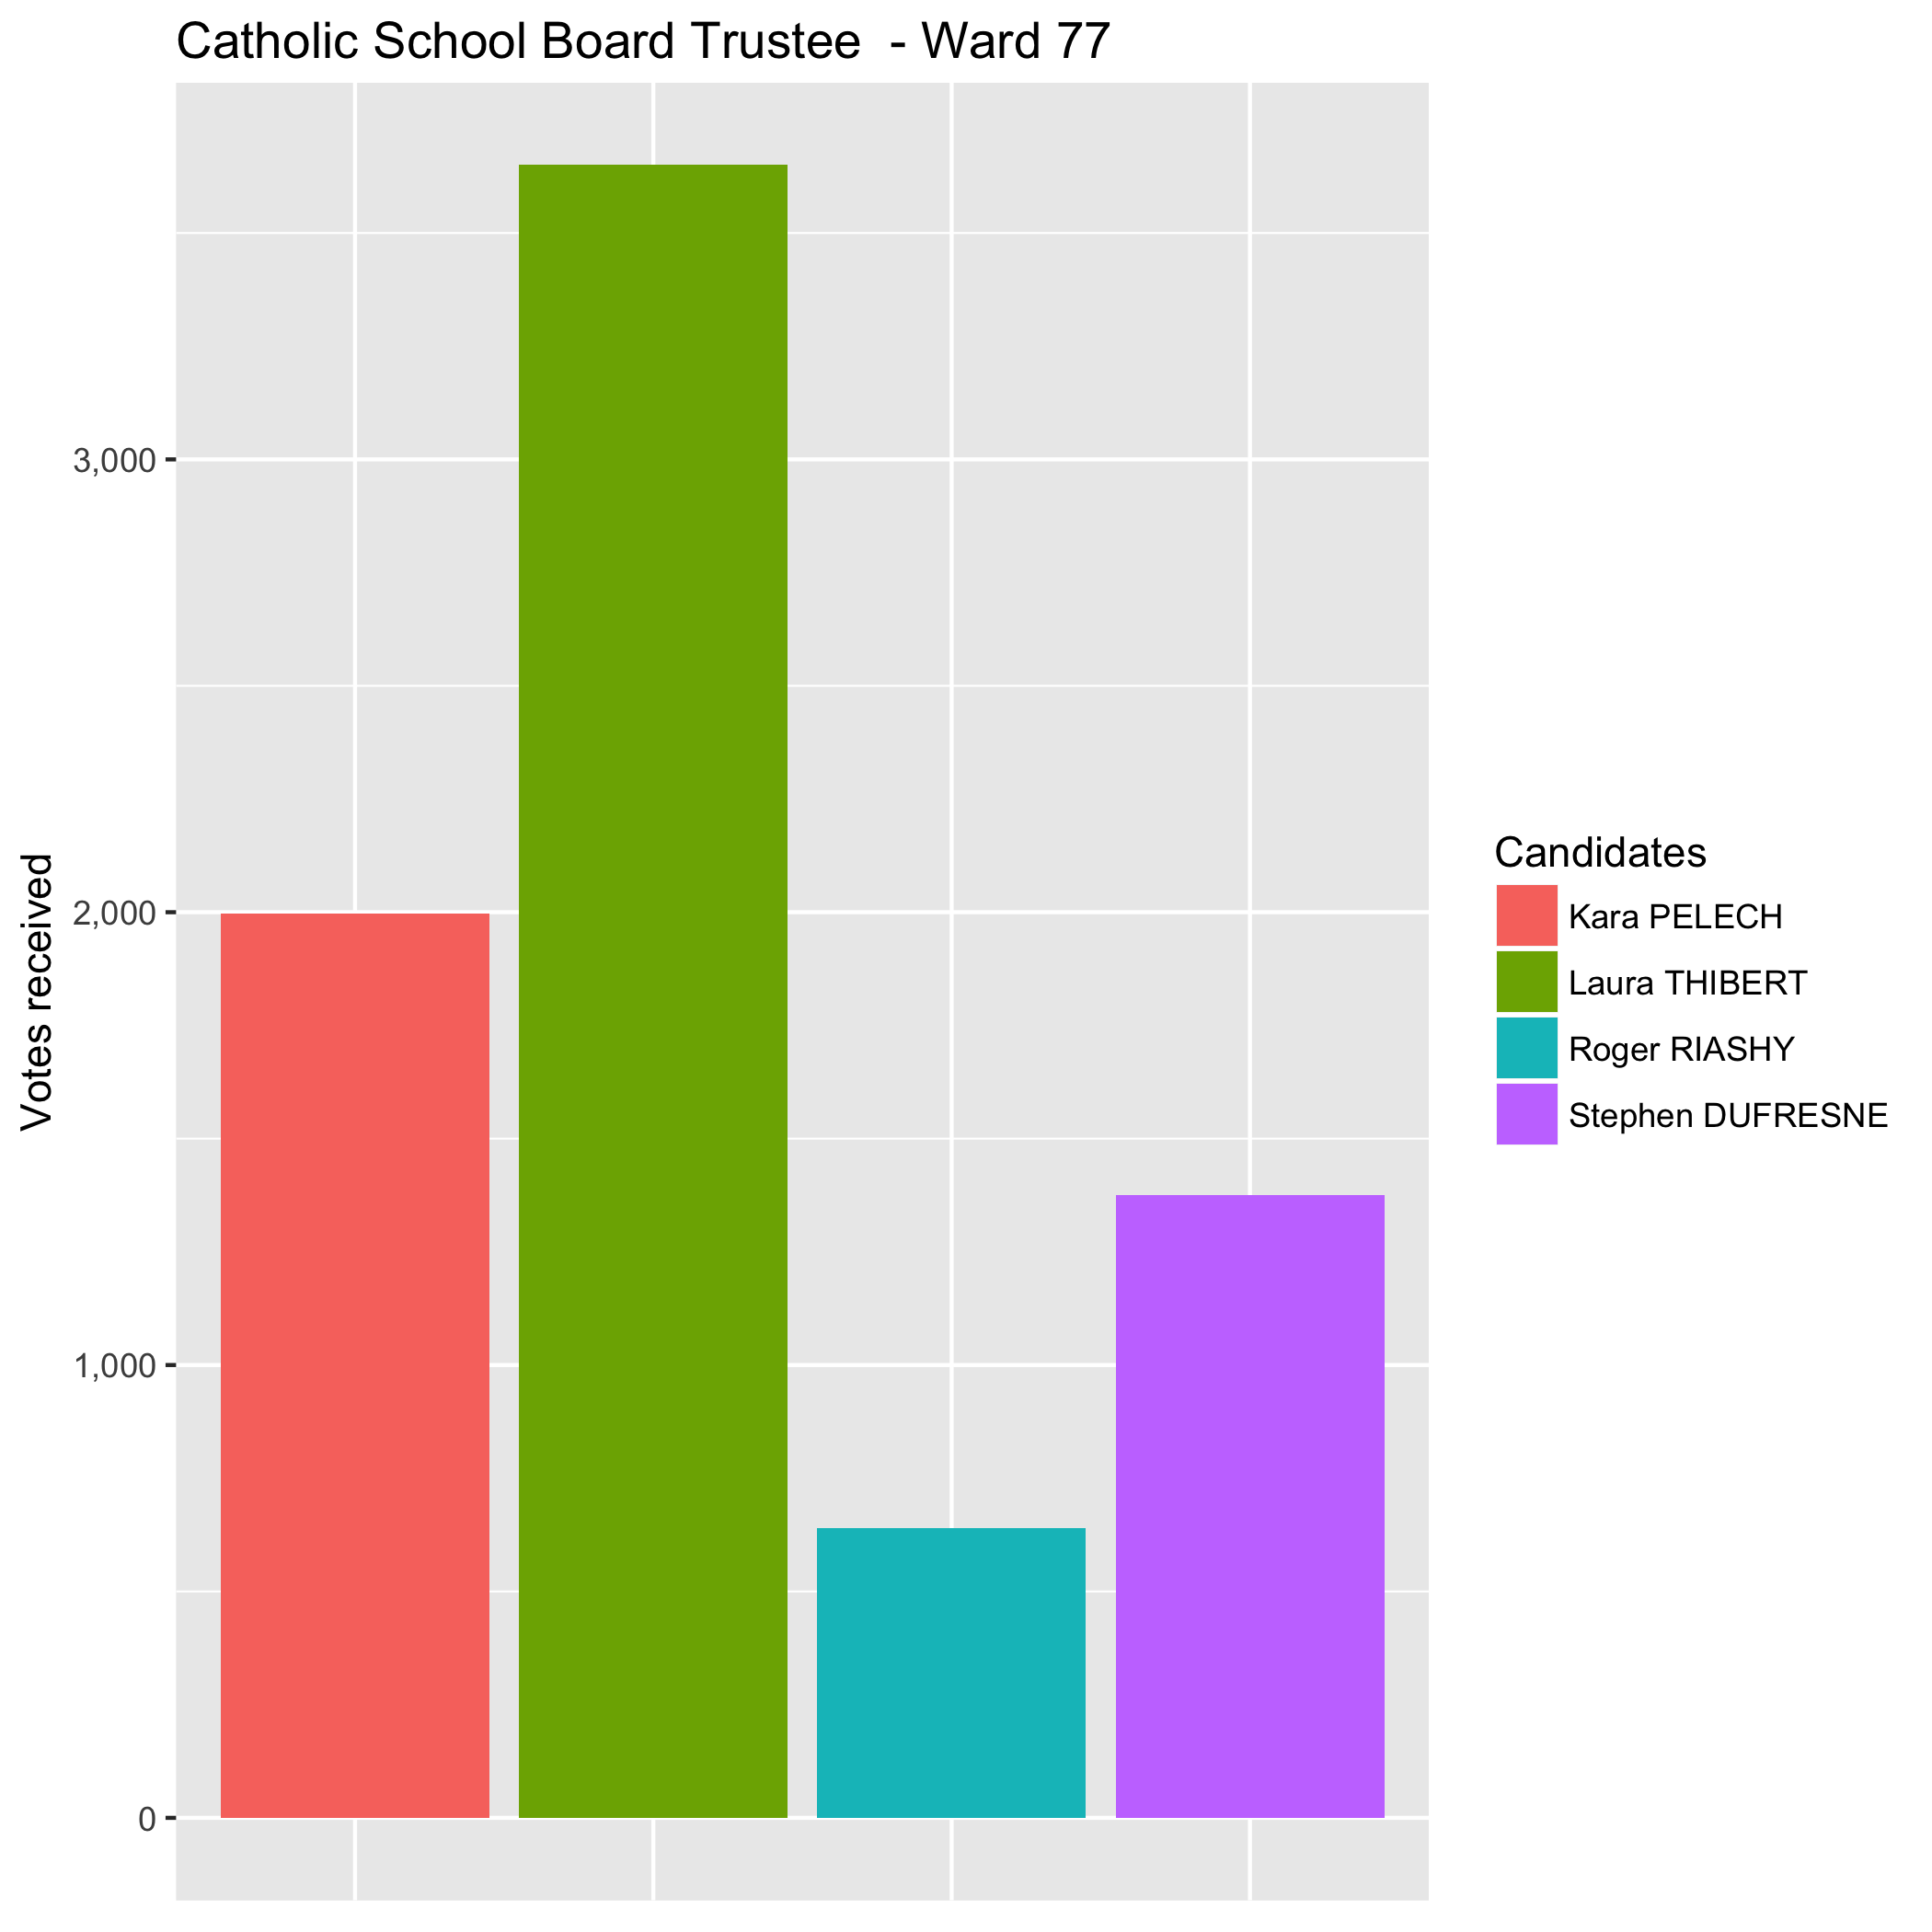 Catholic School Board Trustee  - Ward 77
Votes received
3,000
2,000
1,000
0
Candidates
Kara PELECH
Laura THIBERT
Roger RIASHY
Stephen DUFRESNE